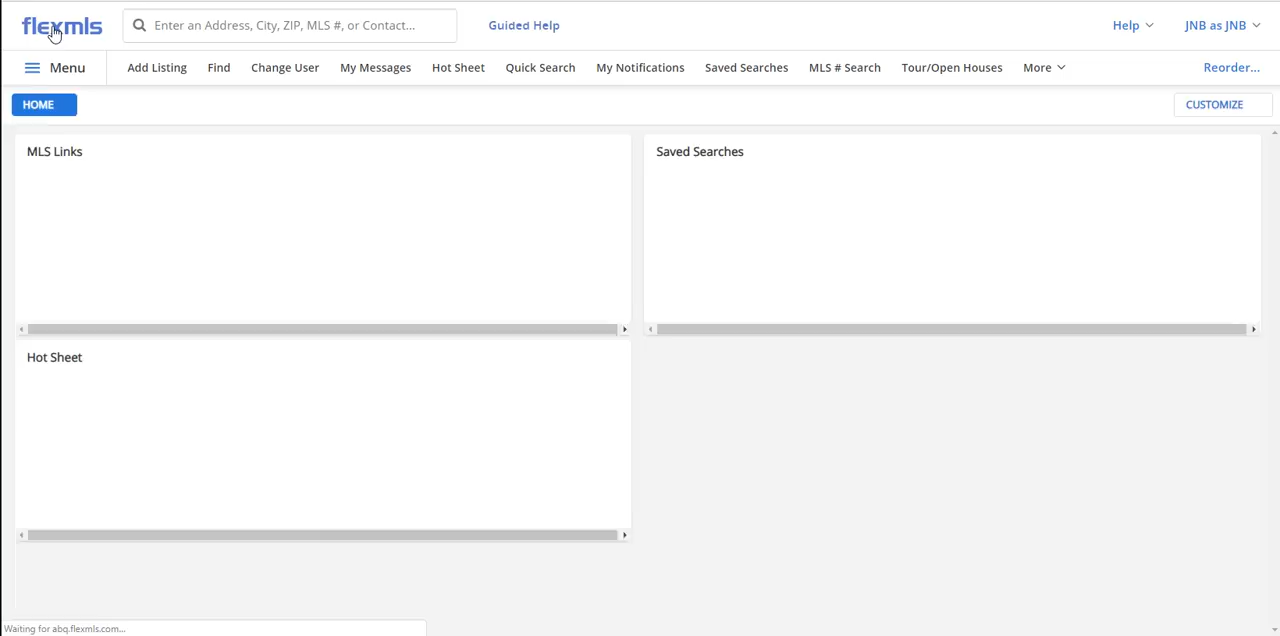 flexmls
Enter an Address, City, ZIP, MLS #, or Contact...
Guided Help
Help
JNB as JNB
Menu
Add Listing
Find
Change User
My Messages
Hot Sheet
Quick Search
My Notifications
Saved Searches
MLS # Search
Tour/Open Houses
More
Reorder...
HOME
CUSTOMIZE
MLS Links
Saved Searches
Hot Sheet
Waiting for abq.flexmls.com...